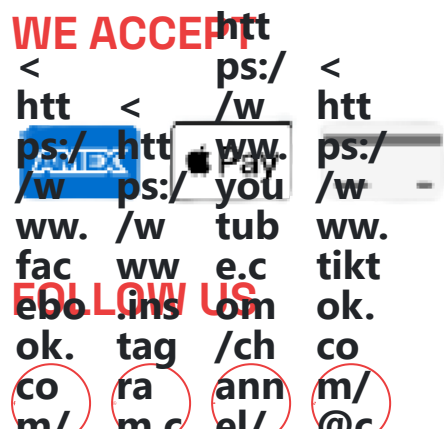 WE ACCEPT
AMEX
Pay
FOLLOW US
<
htt
ps:/
/w
ww.
fac
ebo
ok.
co
m/
<
htt
ps:/
/w
ww
.ins
tag
ra
m.c
htt
ps:/
/w
ww.
you
tub
e.c
om
/ch
ann
el/
<
htt
ps:/
/w
ww.
tikt
ok.
co
m/
@c